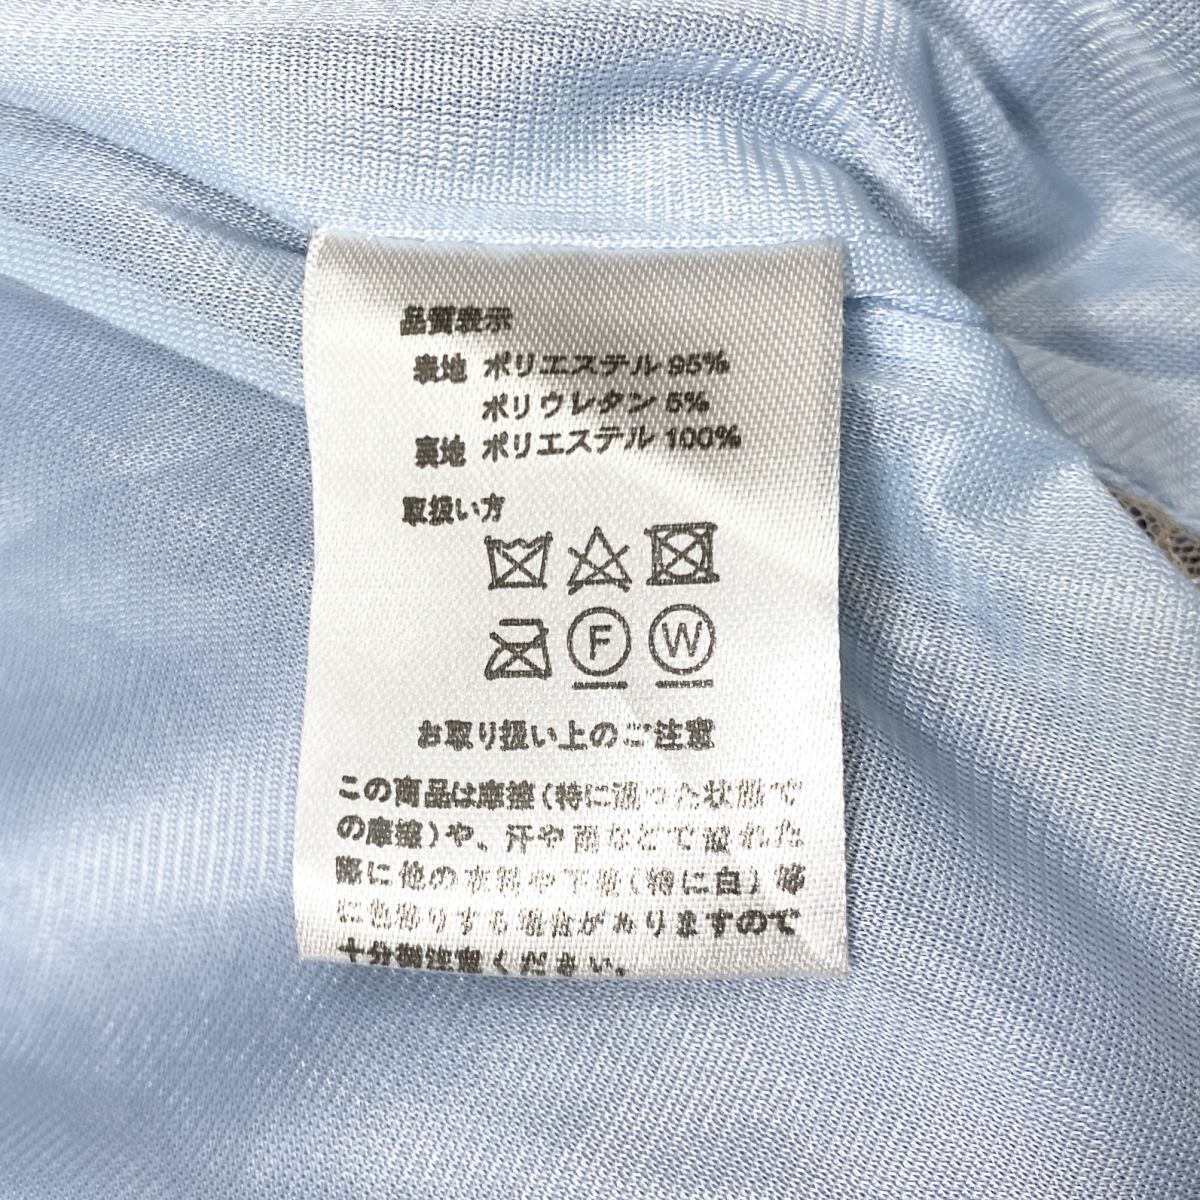 品質表示
表地 ポリエステル 95%
ポリウレタン 5%
裏地 ポリエステル 100%
取扱い方
F W
お取り扱い上のご注意
この商品は摩擦(特に湿った状態で
の摩擦)や、汗や雨などで濡れた
際に他の衣料や下着(特に白)等
に色移りする場合がありますので
十分御注意ください。